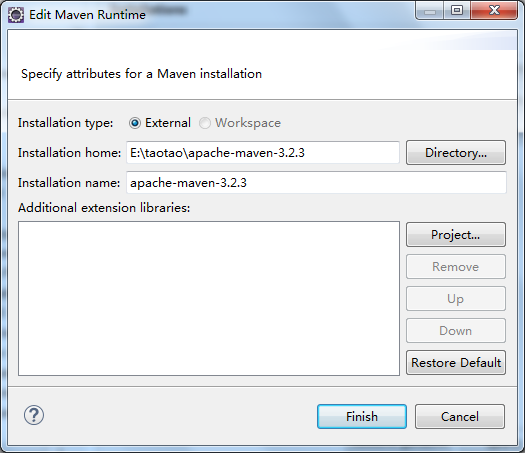 Edit Maven Runtime
Specify attributes for a Maven installation
Installation type: External Workspace
Installation home: E:\taotao\apache-maven-3.2.3 Directory...
Installation name: apache-maven-3.2.3
Additional extension libraries:
Project...
Remove
Up
Down
Restore Default
? Finish Cancel